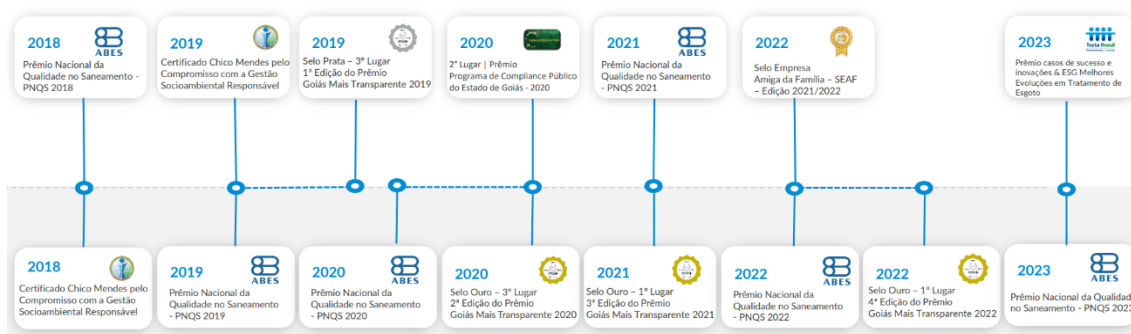 2018
ABES
Prêmio Nacional da
Qualidade no Saneamento -
PNQS 2018
2019
Certificado Chico Mendes pelo
Compromisso com a Gestão
Socioambiental Responsável
2019
Selo Prata – 3º Lugar
1ª Edição do Prêmio
Goiás Mais Transparente 2019
2020
2º Lugar | Prêmio
Programa de Compliance Público
do Estado de Goiás - 2020
2021
ABES
Prêmio Nacional da
Qualidade no Saneamento
- PNQS 2021
2022
Selo Empresa
Amiga da Família – SEAF
– Edição 2021/2022
2023
Trata Brasil
Prêmio casos de sucesso e
inovações & ESG Melhores
Evoluções em Tratamento de
Esgoto
2018
Certificado Chico Mendes pelo
Compromisso com a Gestão
Socioambiental Responsável
2019
ABES
Prêmio Nacional da
Qualidade no Saneamento
- PNQS 2019
2020
ABES
Prêmio Nacional da
Qualidade no Saneamento
- PNQS 2020
2020
Selo Ouro – 3º Lugar
2ª Edição do Prêmio
Goiás Mais Transparente 2020
2021
Selo Ouro – 1º Lugar
3ª Edição do Prêmio
Goiás Mais Transparente 2021
2022
ABES
Prêmio Nacional da
Qualidade no Saneamento
- PNQS 2022
2022
Selo Ouro – 1º Lugar
4ª Edição do Prêmio
Goiás Mais Transparente 2022
2023
ABES
Prêmio Nacional da Qualidad
no Saneamento - PNQS 2023